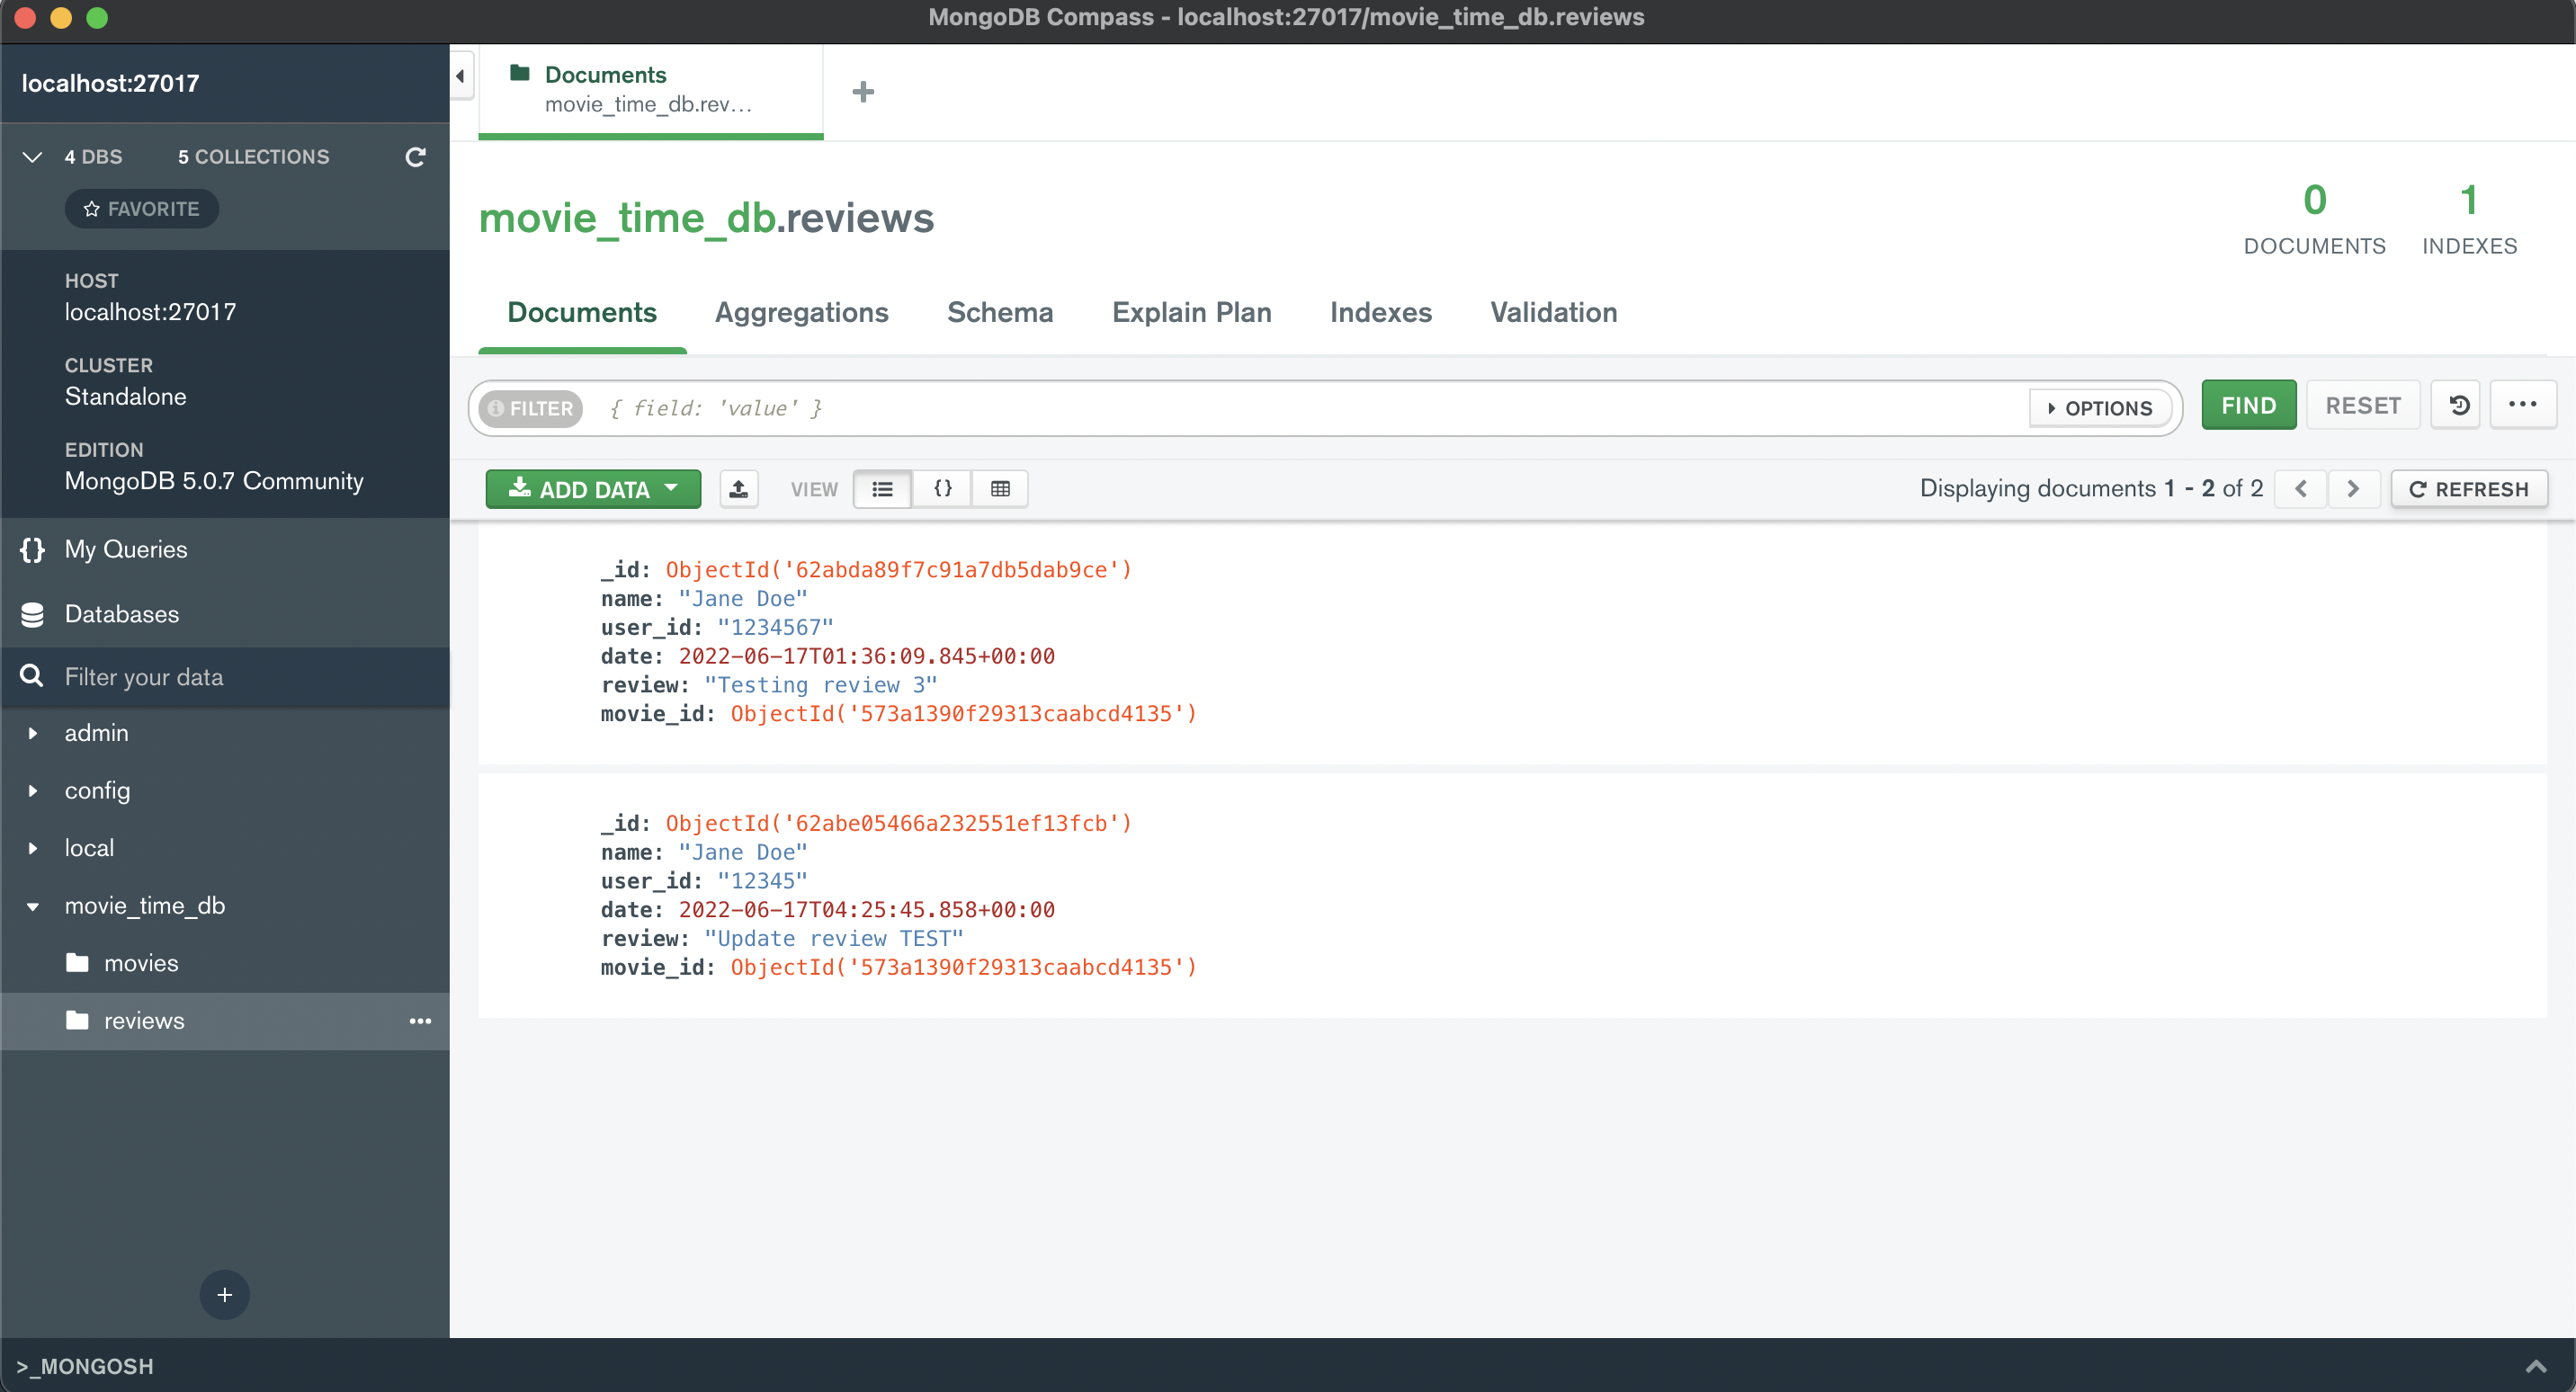 MongoDB Compass - localhost:27017/movie_time_db.reviews
localhost:27017
4 DBS 5 COLLECTIONS
FAVORITE
HOST
localhost:27017
CLUSTER
Standalone
EDITION
MongoDB 5.0.7 Community
{} My Queries
Databases
Filter your data
admin
config
local
movie_time_db
movies
reviews
Documents
movie_time_db.rev...
movie_time_db.reviews
0
DOCUMENTS
1
INDEXES
Documents Aggregations Schema Explain Plan Indexes Validation
FILTER { field: 'value' } OPTIONS FIND RESET
ADD DATA VIEW {} Displaying documents 1 - 2 of 2 REFRESH
_id: ObjectId('62abda89f7c91a7db5dab9ce')
name: "Jane Doe"
user_id: "1234567"
date: 2022-06-17T01:36:09.845+00:00
review: "Testing review 3"
movie_id: ObjectId('573a1390f29313caabcd4135')
_id: ObjectId('62abe05466a232551ef13fcb')
name: "Jane Doe"
user_id: "12345"
date: 2022-06-17T04:25:45.858+00:00
review: "Update review TEST"
movie_id: ObjectId('573a1390f29313caabcd4135')
>_MONGOSH